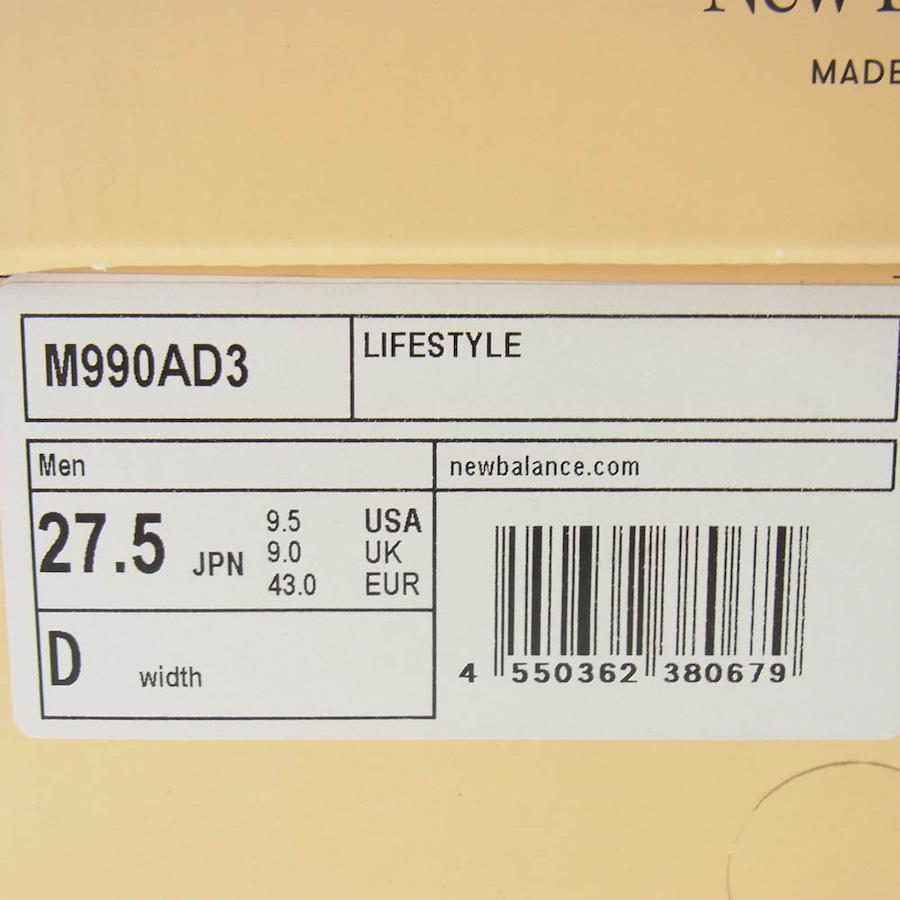 New
MADE
M990AD3
LIFESTYLE
Men
newbalance.com
27.5 JPN
9.5 USA
9.0 UK
43.0 EUR
D width
4 550362 380679